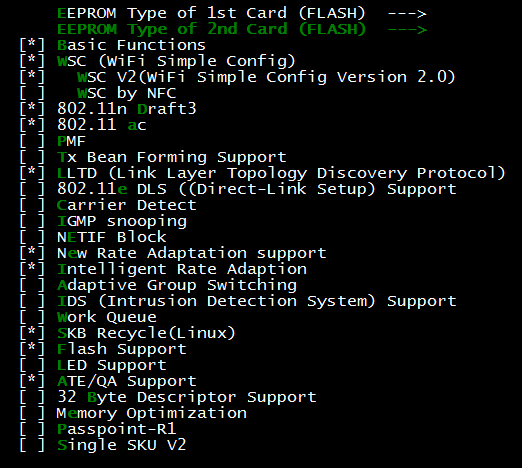 EEPROM Type of 1st Card (FLASH)  --->
EEPROM Type of 2nd Card (FLASH)  --->
[*] Basic Functions
[*] WSC (WiFi Simple Config)
[*]   WSC V2(WiFi Simple Config Version 2.0)
[ ]   WSC by NFC
[*] 802.11n Draft3
[*] 802.11 ac
[ ] PMF
[ ] Tx Bean Forming Support
[*] LLTD (Link Layer Topology Discovery Protocol)
[ ] 802.11e DLS ((Direct-Link Setup) Support
[ ] Carrier Detect
[ ] IGMP snooping
[ ] NETIF Block
[*] New Rate Adaptation support
[*] Intelligent Rate Adaption
[ ] Adaptive Group Switching
[ ] IDS (Intrusion Detection System) Support
[ ] Work Queue
[*] SKB Recycle(Linux)
[*] Flash Support
[ ] LED Support
[*] ATE/QA Support
[ ] 32 Byte Descriptor Support
[ ] Memory Optimization
[ ] Passpoint-R1
[ ] Single SKU V2